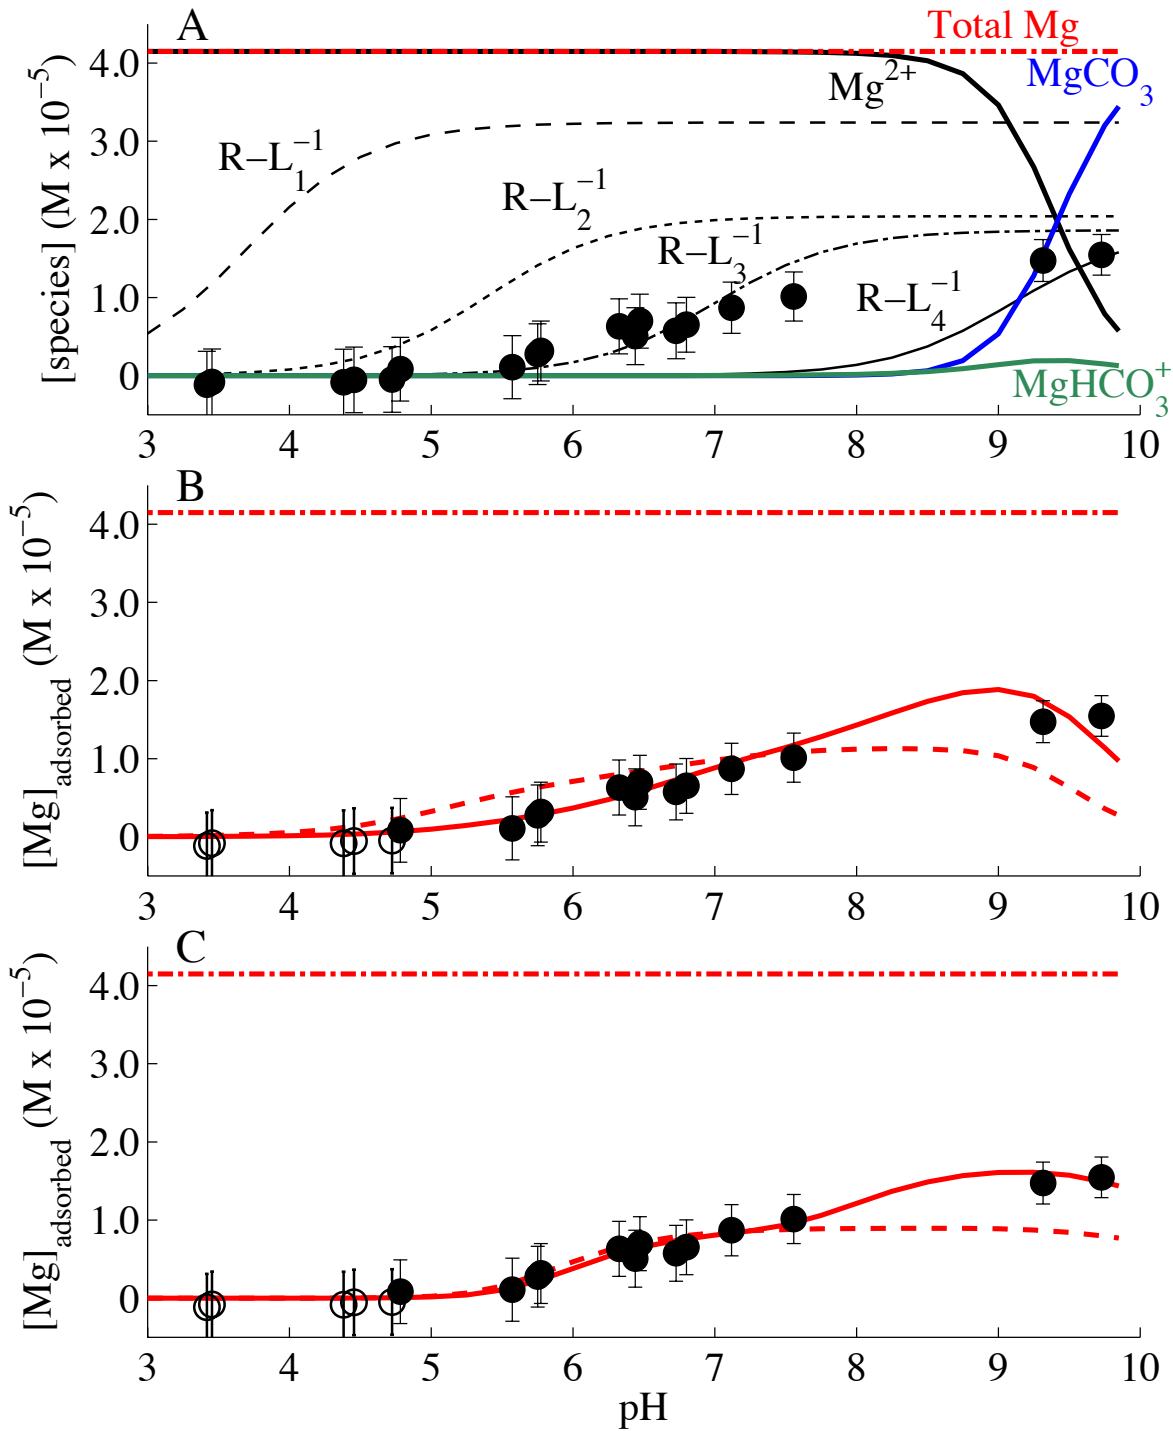 A
Total Mg
Mg²⁺
MgCO₃
R–L₁⁻¹
R–L₂⁻¹
R–L₃⁻¹
R–L₄⁻¹
MgHCO₃⁺
[species] (M x 10⁻⁵)
4.0
3.0
2.0
1.0
0
3 4 5 6 7 8 9 10
B
[Mg]adsorbed (M x 10⁻⁵)
4.0
3.0
2.0
1.0
0
3 4 5 6 7 8 9 10
C
[Mg]adsorbed (M x 10⁻⁵)
4.0
3.0
2.0
1.0
0
3 4 5 6 7 8 9 10
pH